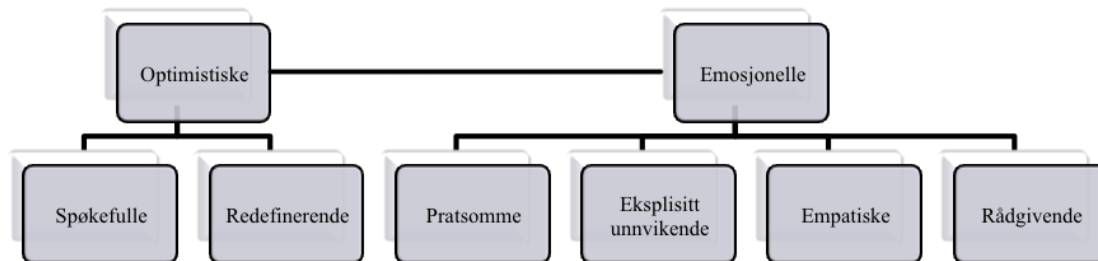 Optimistiske
Emosjonelle
Spøkefulle
Redefinerende
Pratsomme
Eksplisitt
unnvikende
Empatiske
Rådgivende